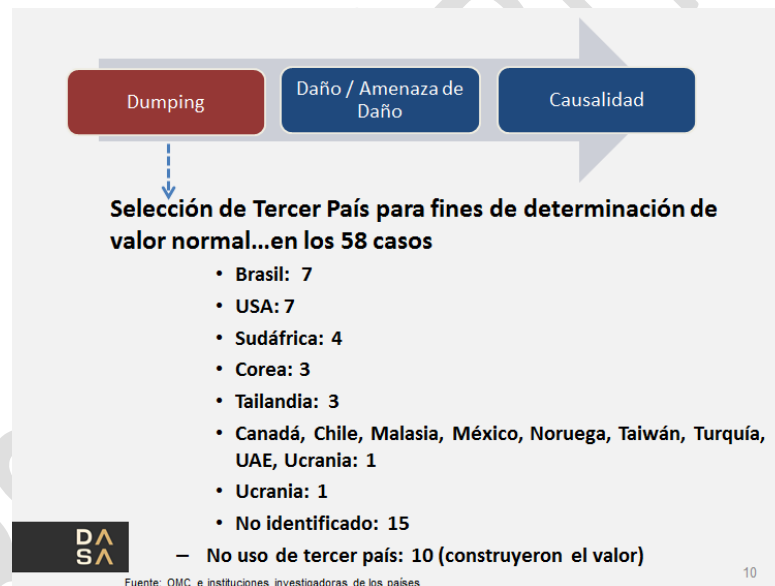 Dumping
Daño / Amenaza de
Daño
Causalidad
Selección de Tercer País para fines de determinación de
valor normal...en los 58 casos
• Brasil: 7
• USA: 7
• Sudáfrica: 4
• Corea: 3
• Tailandia: 3
• Canadá, Chile, Malasia, México, Noruega, Taiwán, Turquía,
UAE, Ucrania: 1
• Ucrania: 1
• No identificado: 15
– No uso de tercer país: 10 (construyeron el valor)
DA
SA
Fuente: OMC e instituciones investigadoras de los países.
10